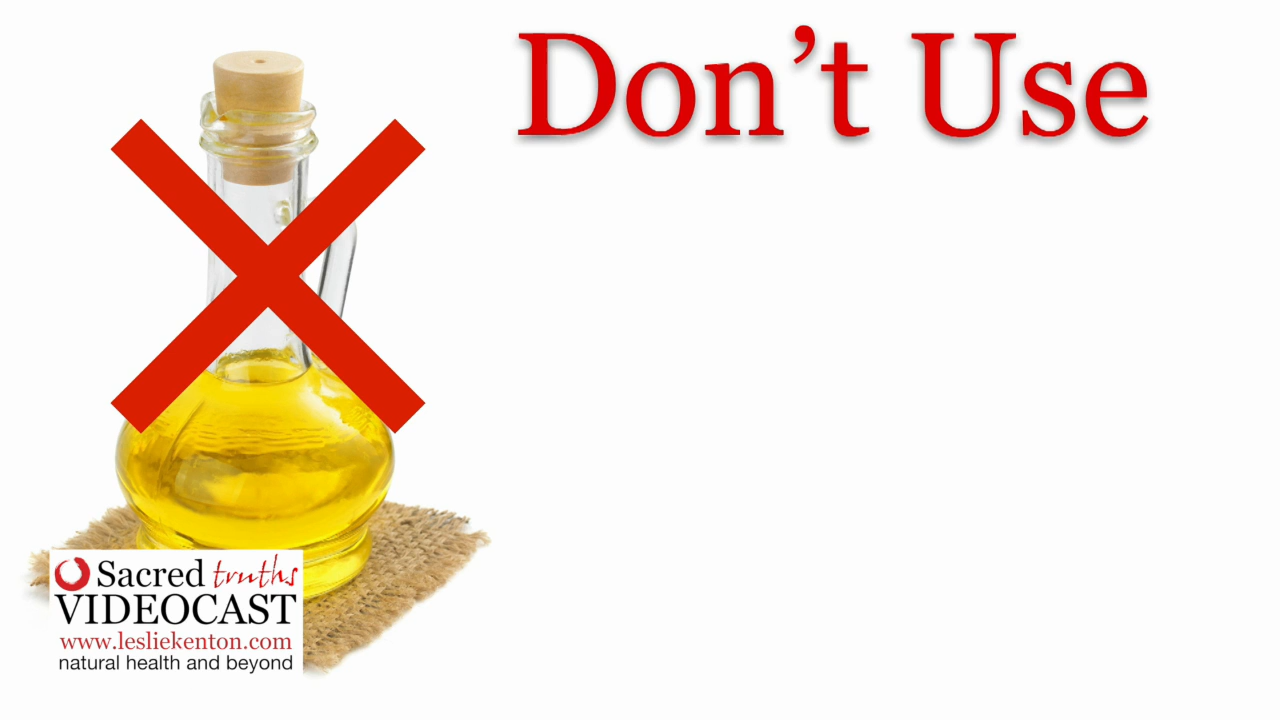 Don’t Use
Sacred truths
VIDEOCAST
www.lesliekenton.com
natural health and beyond